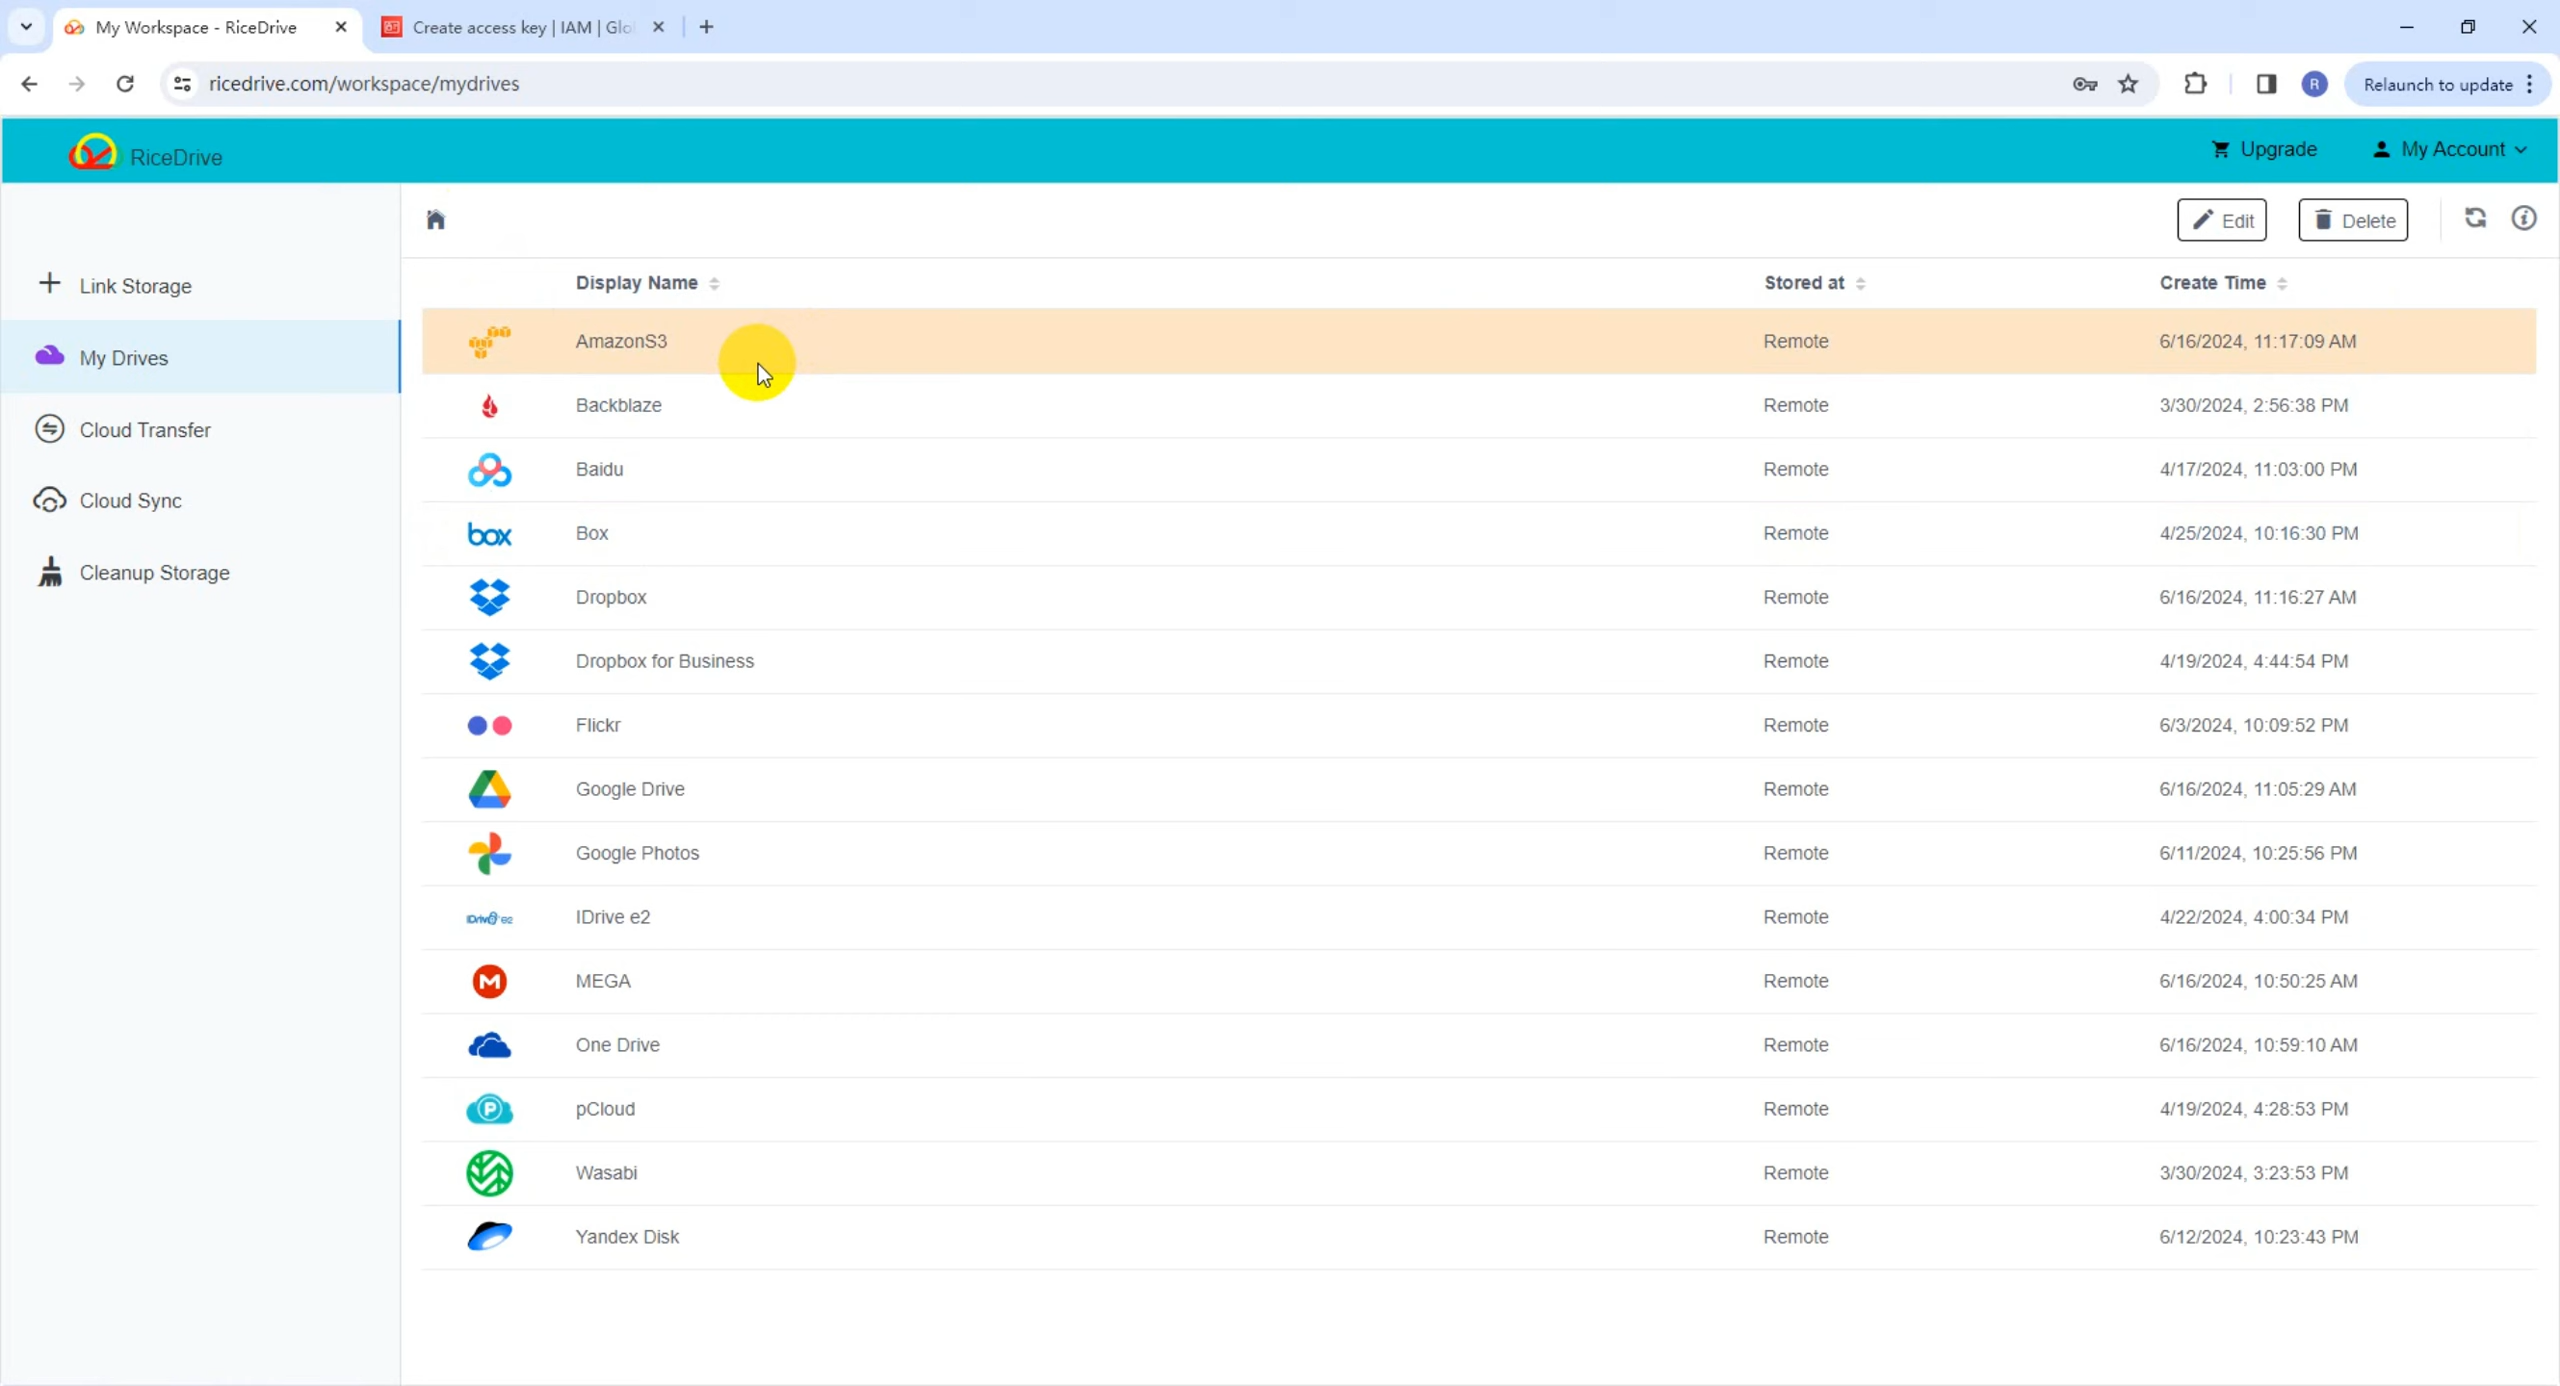 My Workspace - RiceDrive
Create access key | IAM | Glo
ricedrive.com/workspace/mydrives
R
Relaunch to update
RiceDrive
Upgrade
My Account
Edit
Delete
Link Storage
My Drives
Cloud Transfer
Cloud Sync
Cleanup Storage
Display Name Stored at Create Time
AmazonS3 Remote 6/16/2024, 11:17:09 AM
Backblaze Remote 3/30/2024, 2:56:38 PM
Baidu Remote 4/17/2024, 11:03:00 PM
box Box Remote 4/25/2024, 10:16:30 PM
Dropbox Remote 6/16/2024, 11:16:27 AM
Dropbox for Business Remote 4/19/2024, 4:44:54 PM
Flickr Remote 6/3/2024, 10:09:52 PM
Google Drive Remote 6/16/2024, 11:05:29 AM
Google Photos Remote 6/11/2024, 10:25:56 PM
IDrive e2 IDrive e2 Remote 4/22/2024, 4:00:34 PM
M MEGA Remote 6/16/2024, 10:50:25 AM
One Drive Remote 6/16/2024, 10:59:10 AM
P pCloud Remote 4/19/2024, 4:28:53 PM
Wasabi Remote 3/30/2024, 3:23:53 PM
Yandex Disk Remote 6/12/2024, 10:23:43 PM